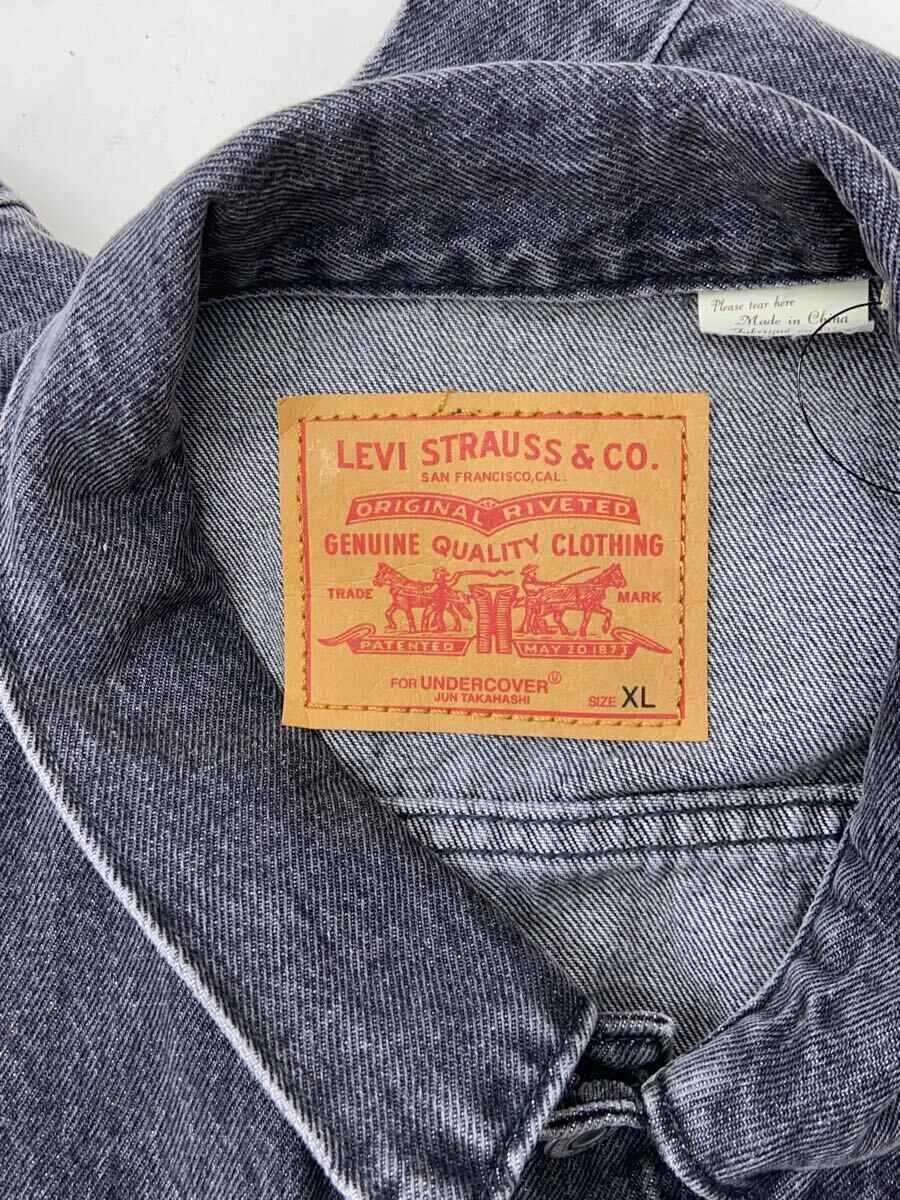 Please tear here
Made in China
LEVI STRAUSS & CO.
SAN FRANCISCO, CAL.
ORIGINAL RIVETED
GENUINE QUALITY CLOTHING
TRADE MARK
PATENTED MAY 20 1873
FOR UNDERCOVER Ⓤ
JUN TAKAHASHI
SIZE XL